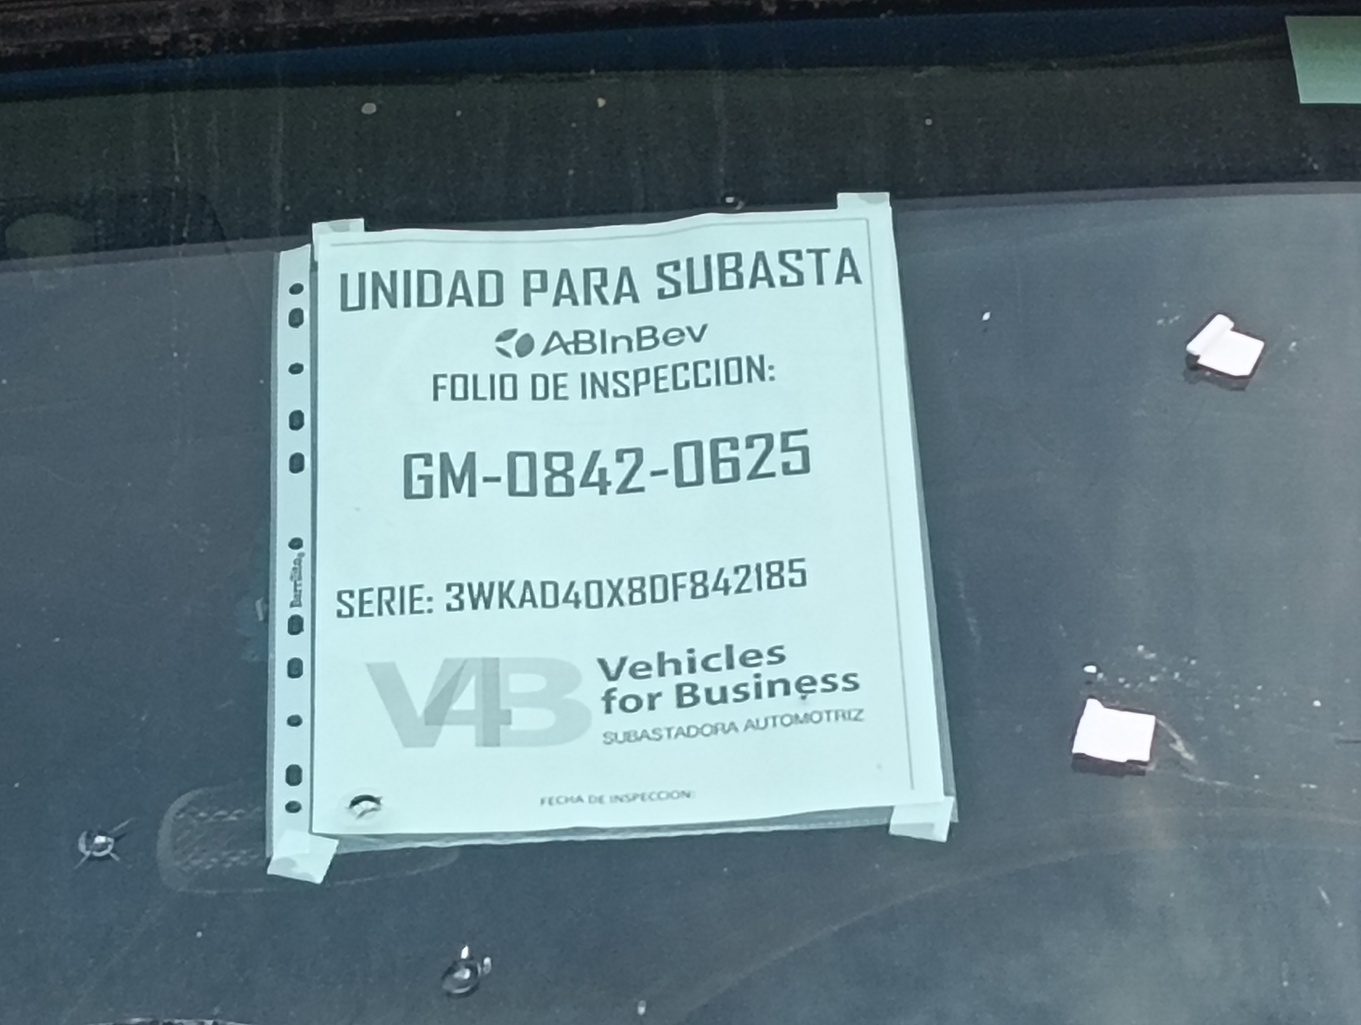 UNIDAD PARA SUBASTA
ABInBev
FOLIO DE INSPECCION:
GM-0842-0625
SERIE: 3WKAD40X8DF842185
V4B
Vehicles
for Business
SUBASTADORA AUTOMOTRIZ
FECHA DE INSPECCION:
Barrilito